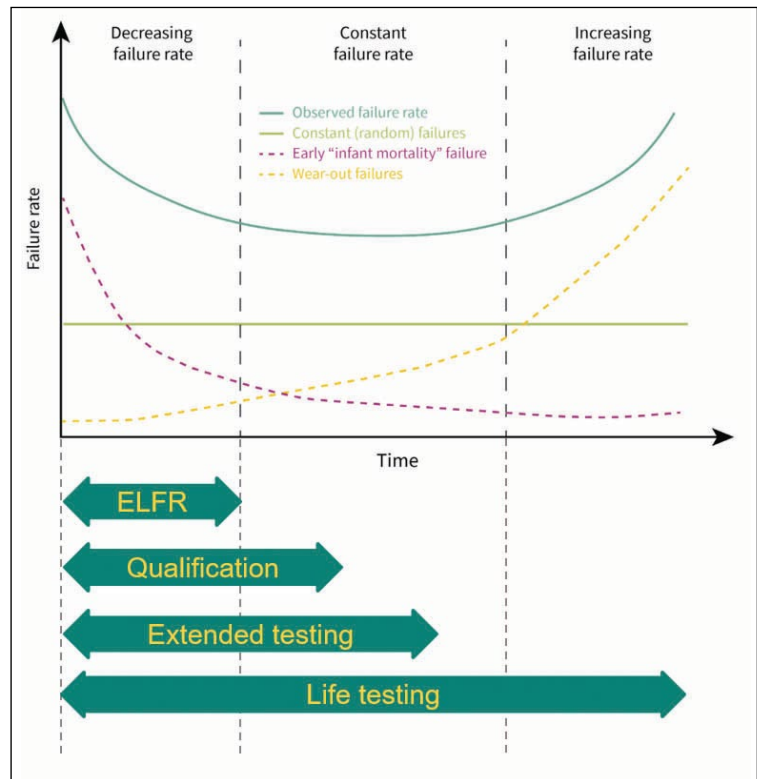 Decreasing
failure rate
Constant
failure rate
Increasing
failure rate
Observed failure rate
Constant (random) failures
Early “infant mortality” failure
Wear-out failures
Failure rate
Time
ELFR
Qualification
Extended testing
Life testing